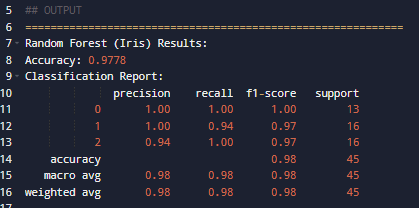 5 ## OUTPUT
6 ============================================================
7 Random Forest (Iris) Results:
8 Accuracy: 0.9778
9 Classification Report:
10 precision recall f1-score support
11 0 1.00 1.00 1.00 13
12 1 1.00 0.94 0.97 16
13 2 0.94 1.00 0.97 16
14 accuracy 0.98 45
15 macro avg 0.98 0.98 0.98 45
16 weighted avg 0.98 0.98 0.98 45
17